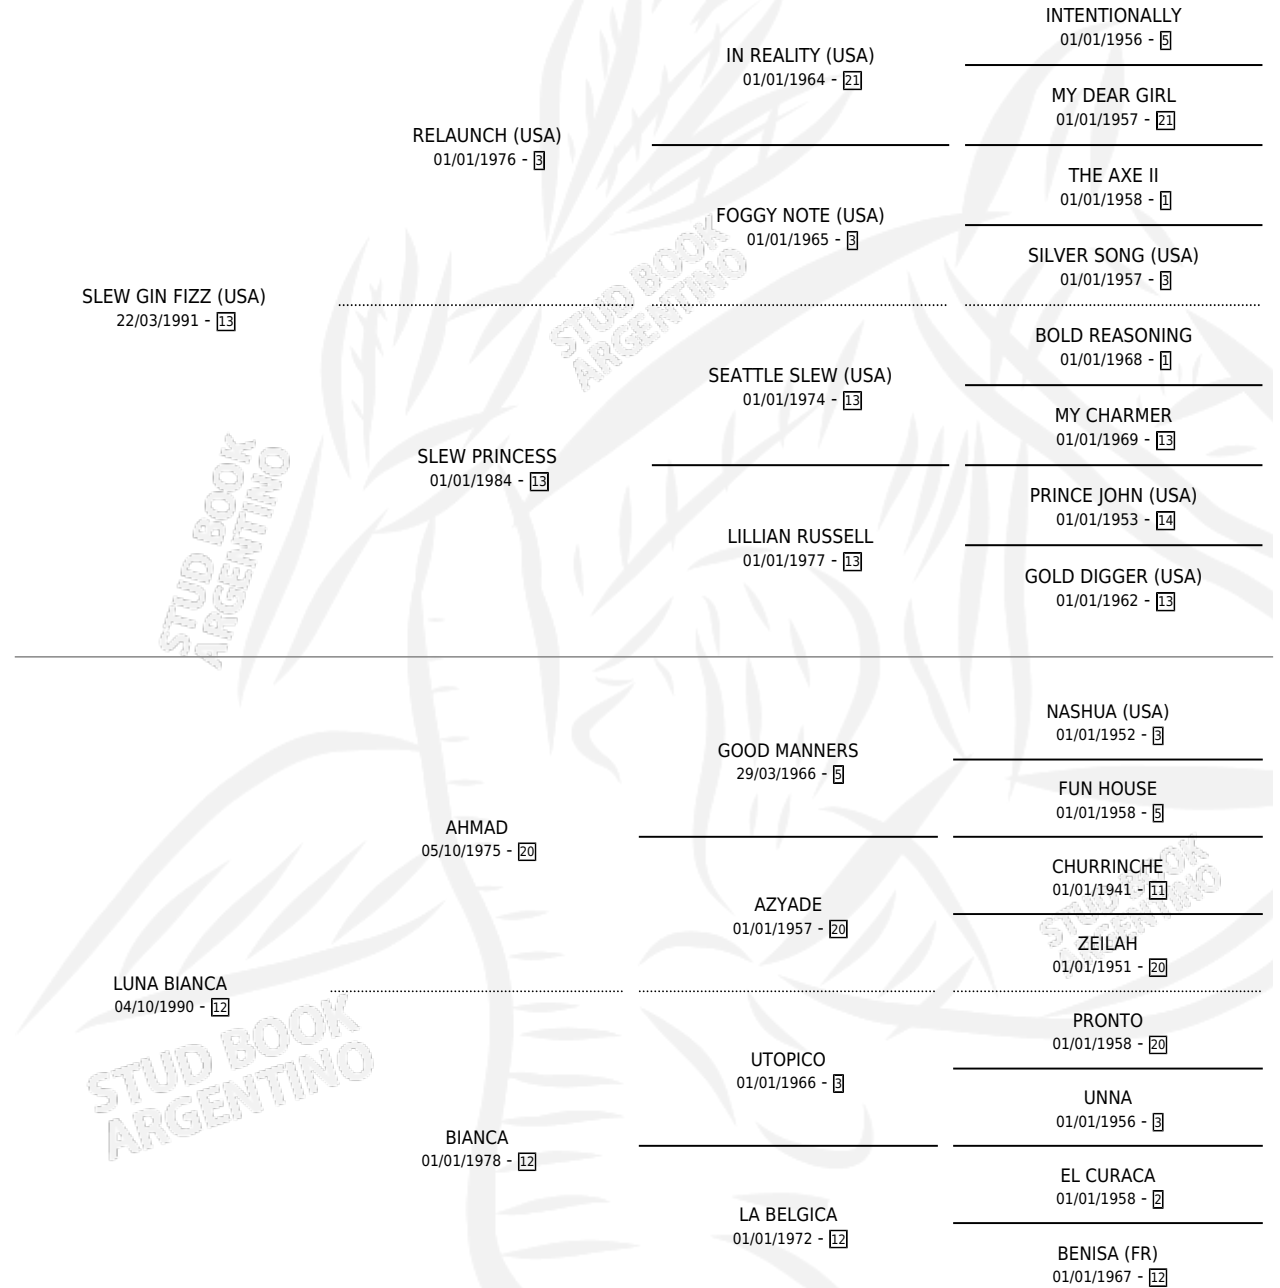 INTENTIONALLY
01/01/1956 - 5
IN REALITY (USA)
01/01/1964 - 21
MY DEAR GIRL
01/01/1957 - 21
RELAUNCH (USA)
01/01/1976 - 3
THE AXE II
01/01/1958 - 1
FOGGY NOTE (USA)
01/01/1965 - 3
SILVER SONG (USA)
01/01/1957 - 3
SLEW GIN FIZZ (USA)
22/03/1991 - 13
BOLD REASONING
01/01/1968 - 1
SEATTLE SLEW (USA)
01/01/1974 - 13
MY CHARMER
01/01/1969 - 13
SLEW PRINCESS
01/01/1984 - 13
PRINCE JOHN (USA)
01/01/1953 - 14
LILLIAN RUSSELL
01/01/1977 - 13
GOLD DIGGER (USA)
01/01/1962 - 13
NASHUA (USA)
01/01/1952 - 3
GOOD MANNERS
29/03/1966 - 5
FUN HOUSE
01/01/1958 - 5
AHMAD
05/10/1975 - 20
CHURRINCHE
01/01/1941 - 11
AZYADE
01/01/1957 - 20
ZEILAH
01/01/1951 - 20
LUNA BIANCA
04/10/1990 - 12
PRONTO
01/01/1958 - 20
UTOPICO
01/01/1966 - 3
UNNA
01/01/1956 - 3
BIANCA
01/01/1978 - 12
EL CURACA
01/01/1958 - 2
LA BELGICA
01/01/1972 - 12
BENISA (FR)
01/01/1967 - 12
STUD BOOK
ARGENTINO
STUD BOOK
ARGENTINO
STUD BOOK
ARGENTINO
STUD BOOK
ARGENTINO